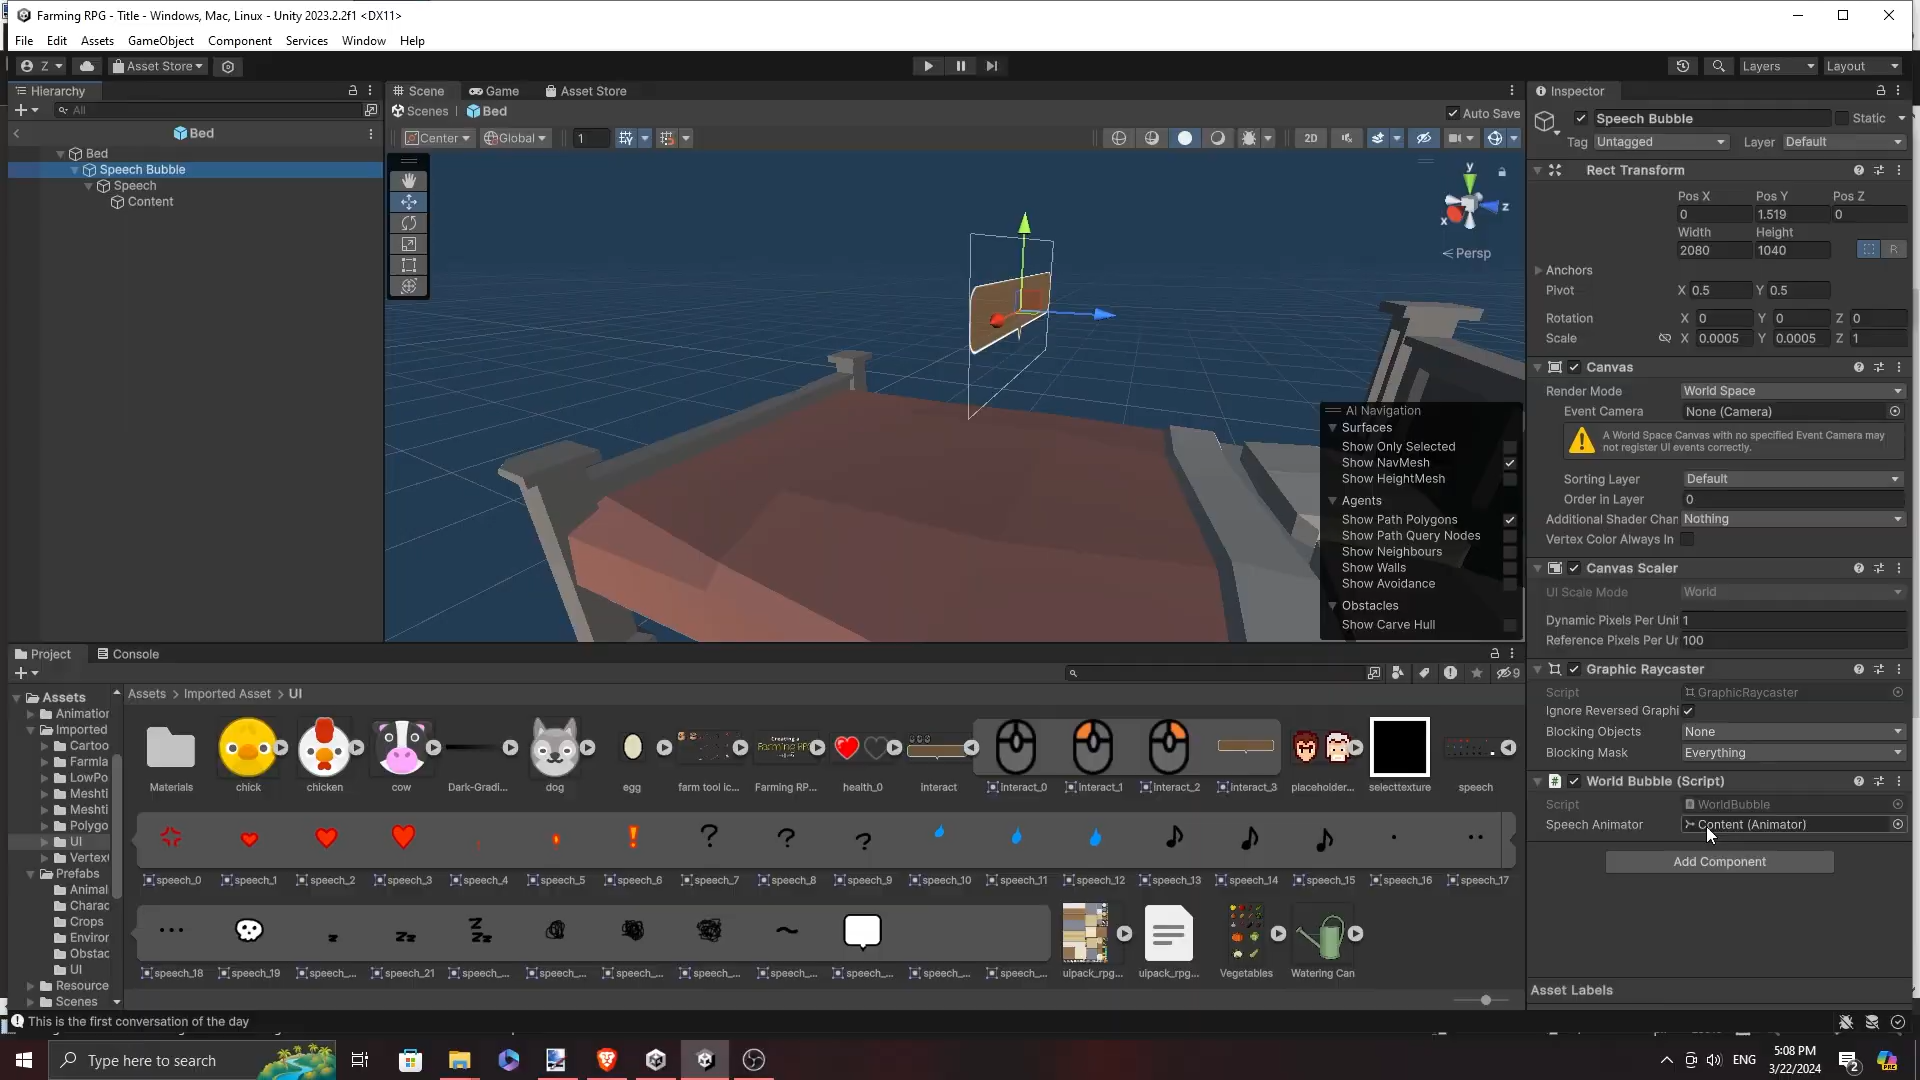 Farming RPG - Title - Windows, Mac, Linux - Unity 2023.2.2f1 <DX11>
File Edit Assets GameObject Component Services Window Help
Z Asset Store Layers Layout
Hierarchy
All
Bed
Bed
Speech Bubble
Speech
Content
Scene Game Asset Store
Scenes Bed Auto Save
Center Global 1 2D
y
x z
Persp
AI Navigation
Surfaces
Show Only Selected
Show NavMesh
Show HeightMesh
Agents
Show Path Polygons
Show Path Query Nodes
Show Neighbours
Show Walls
Show Avoidance
Obstacles
Show Carve Hull
Inspector
Speech Bubble Static
Tag Untagged Layer Default
Rect Transform
Pos X Pos Y Pos Z
0 1.519 0
Width Height
2080 1040 R
Anchors
Pivot X 0.5 Y 0.5
Rotation X 0 Y 0 Z 0
Scale X 0.0005 Y 0.0005 Z 1
Canvas
Render Mode World Space
Event Camera None (Camera)
A World Space Canvas with no specified Event Camera may
not register UI events correctly.
Sorting Layer Default
Order in Layer 0
Additional Shader Chan Nothing
Vertex Color Always In
Canvas Scaler
UI Scale Mode World
Dynamic Pixels Per Unit 1
Reference Pixels Per Ur 100
Graphic Raycaster
Script GraphicRaycaster
Ignore Reversed Graphi
Blocking Objects None
Blocking Mask Everything
World Bubble (Script)
Script WorldBubble
Speech Animator Content (Animator)
Add Component
Asset Labels
Project Console
9
Assets
Animation
Imported
Cartoo
Farmla
LowPo
Meshti
Meshti
Polygo
UI
Vertex
Prefabs
Animal
Charac
Crops
Enviror
Obstac
UI
Resource
Scenes
Assets > Imported Asset > UI
Materials chick chicken cow Dark-Gradi... dog egg farm tool ic... Farming RP... health_0 interact interact_0 interact_1 interact_2 interact_3 placeholder... selecttexture speech
speech_0 speech_1 speech_2 speech_3 speech_4 speech_5 speech_6 speech_7 speech_8 speech_9 speech_10 speech_11 speech_12 speech_13 speech_14 speech_15 speech_16 speech_17
speech_18 speech_19 speech_... speech_21 speech_... speech_... speech_... speech_... speech_... speech_... speech_... speech_... uipack_rpg... uipack_rpg... Vegetables Watering Can
This is the first conversation of the day
Type here to search
ENG
5:08 PM
3/22/2024
2